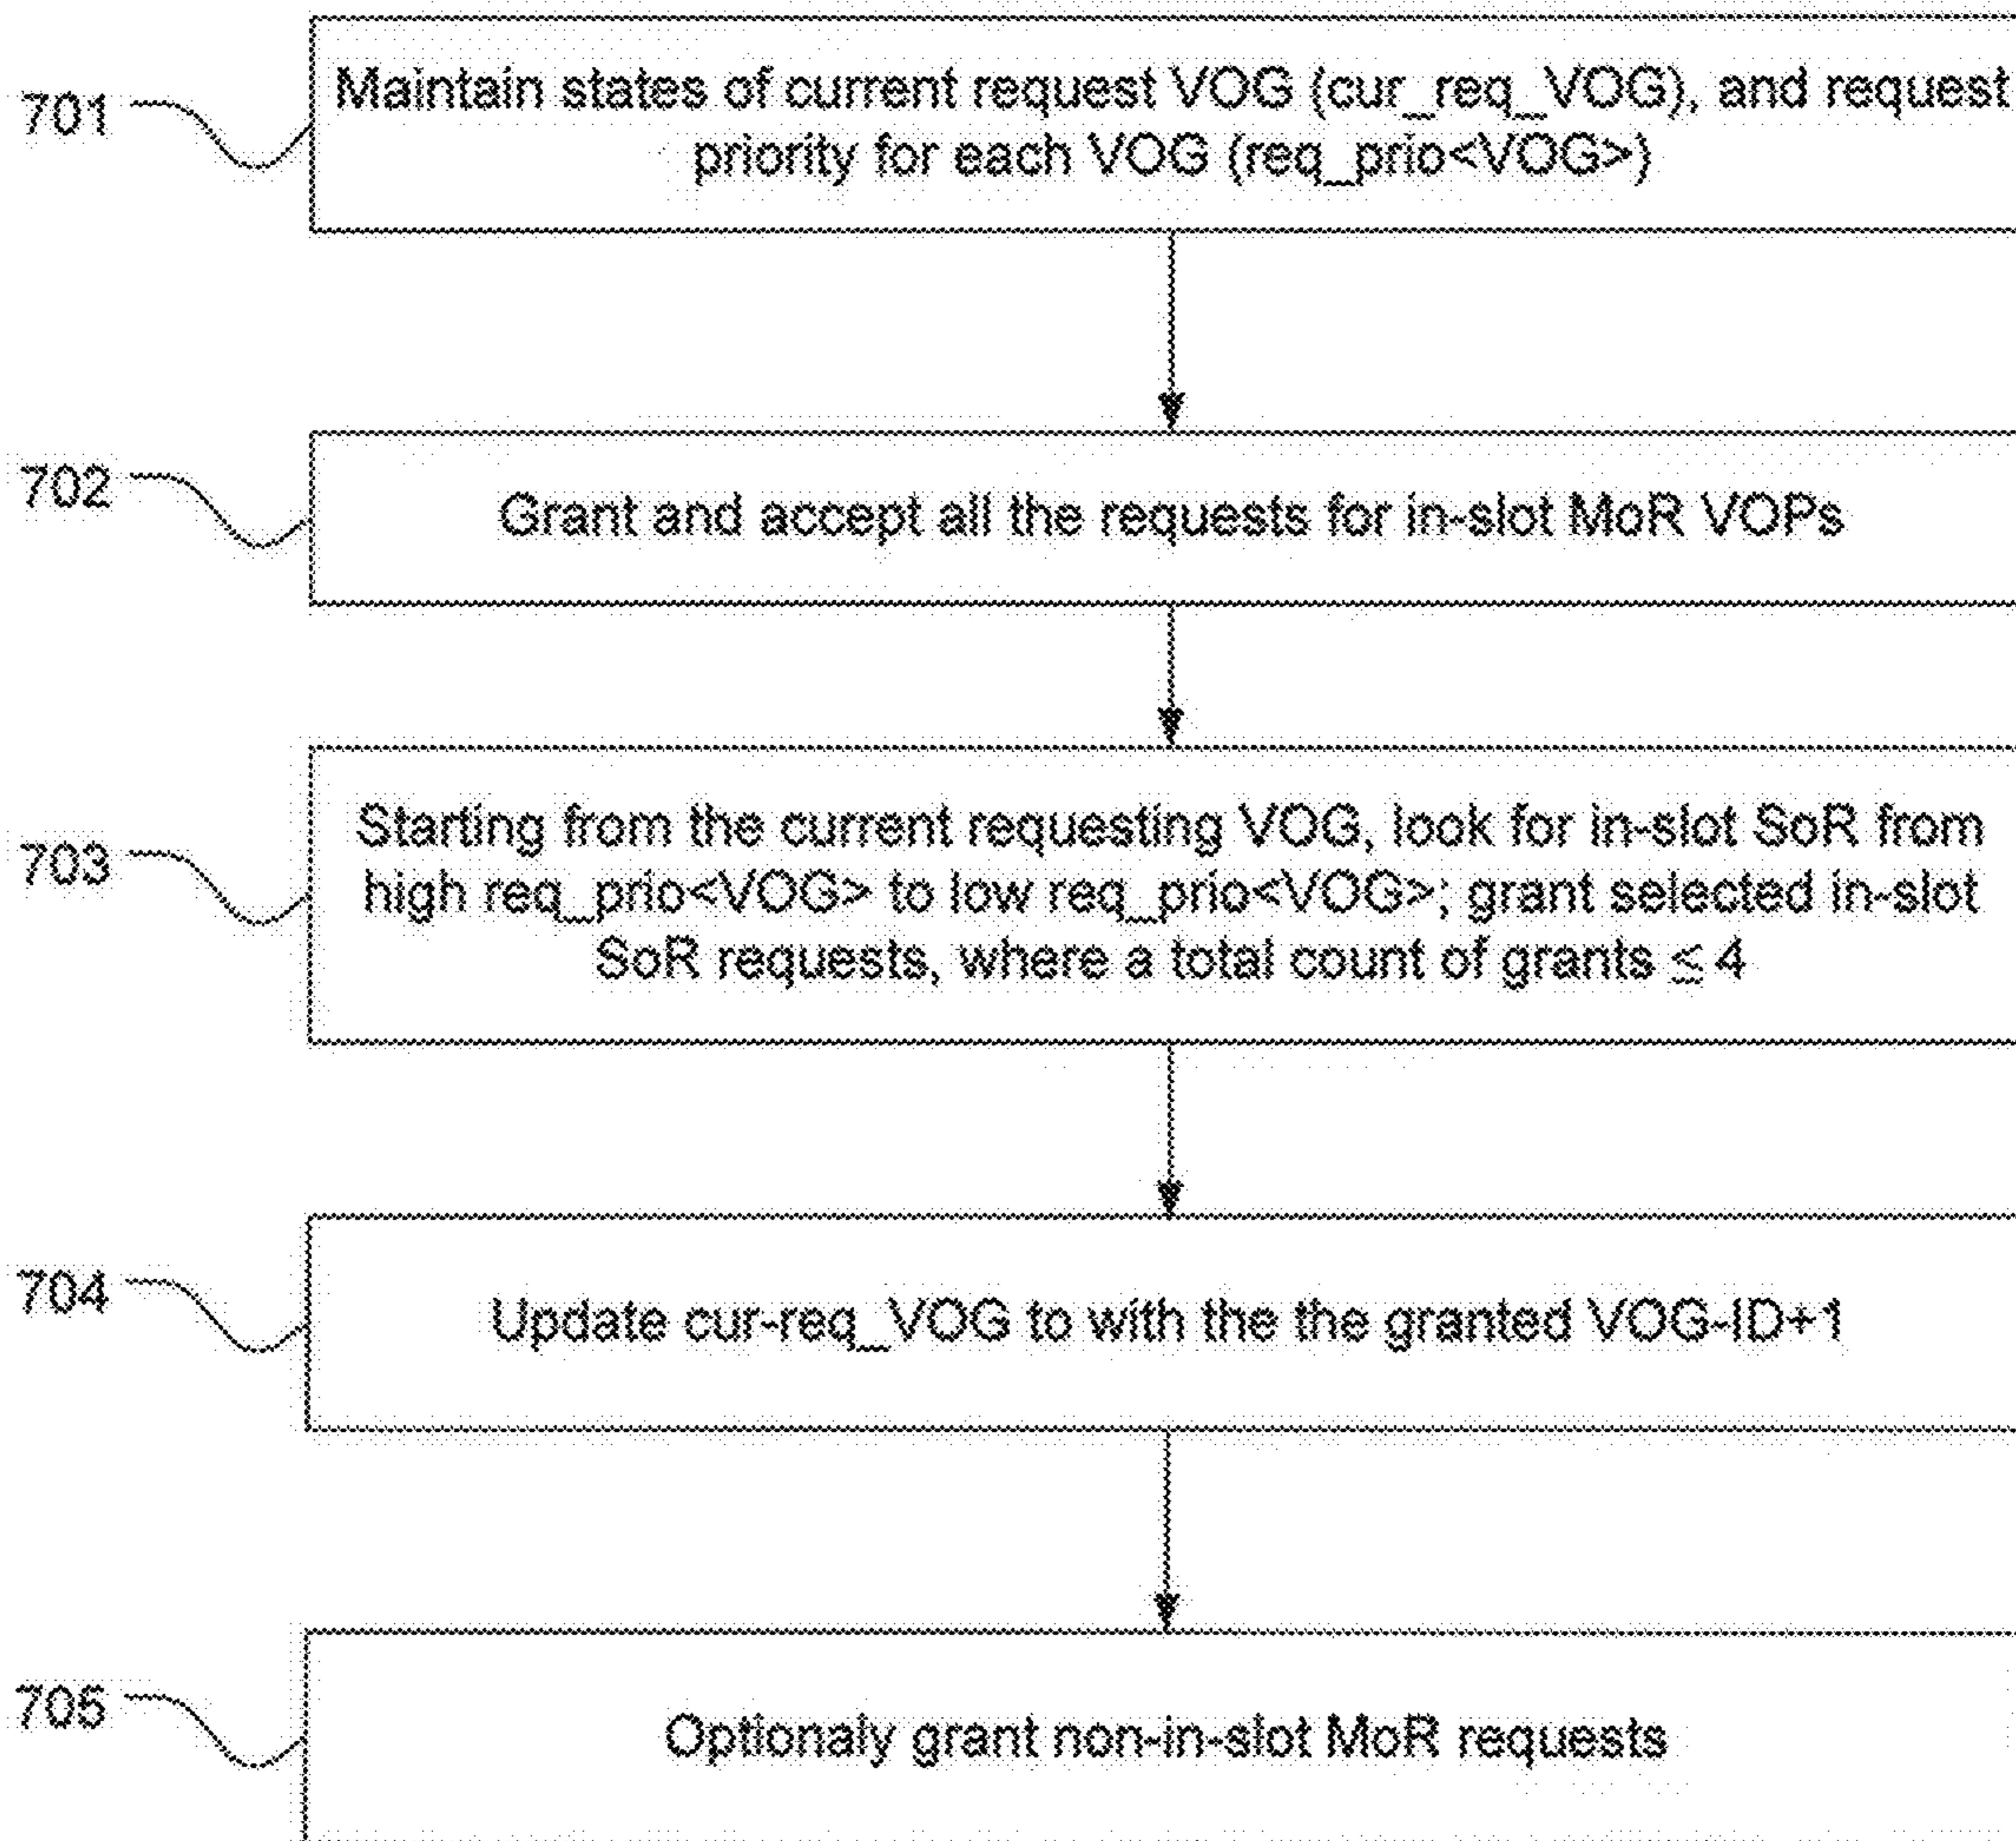 701
Maintain states of current request VOG (cur_req_VOG), and request
priority for each VOG (req_prio<VOG>)
702
Grant and accept all the requests for in-slot MoR VOPs
703
Starting from the current requesting VOG, look for in-slot SoR from
high req_prio<VOG> to low req_prio<VOG>; grant selected in-slot
SoR requests, where a total count of grants ≤ 4
704
Update cur-req_VOG to with the the granted VOG-ID+1
705
Optionaly grant non-in-slot MoR requests